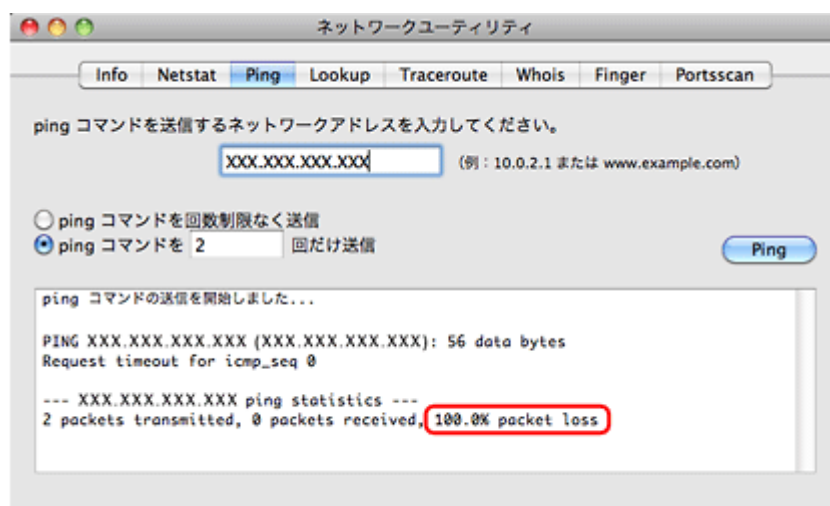 ネットワークユーティリティ
Info Netstat Ping Lookup Traceroute Whois Finger Portsscan
ping コマンドを送信するネットワークアドレスを入力してください。
XXX.XXX.XXX.XXX (例：10.0.2.1 または www.example.com)
ping コマンドを回数制限なく送信
ping コマンドを 2 回だけ送信
Ping
ping コマンドの送信を開始しました...
PING XXX.XXX.XXX.XXX (XXX.XXX.XXX.XXX): 56 data bytes
Request timeout for icmp_seq 0
--- XXX.XXX.XXX.XXX ping statistics ---
2 packets transmitted, 0 packets received, 100.0% packet loss